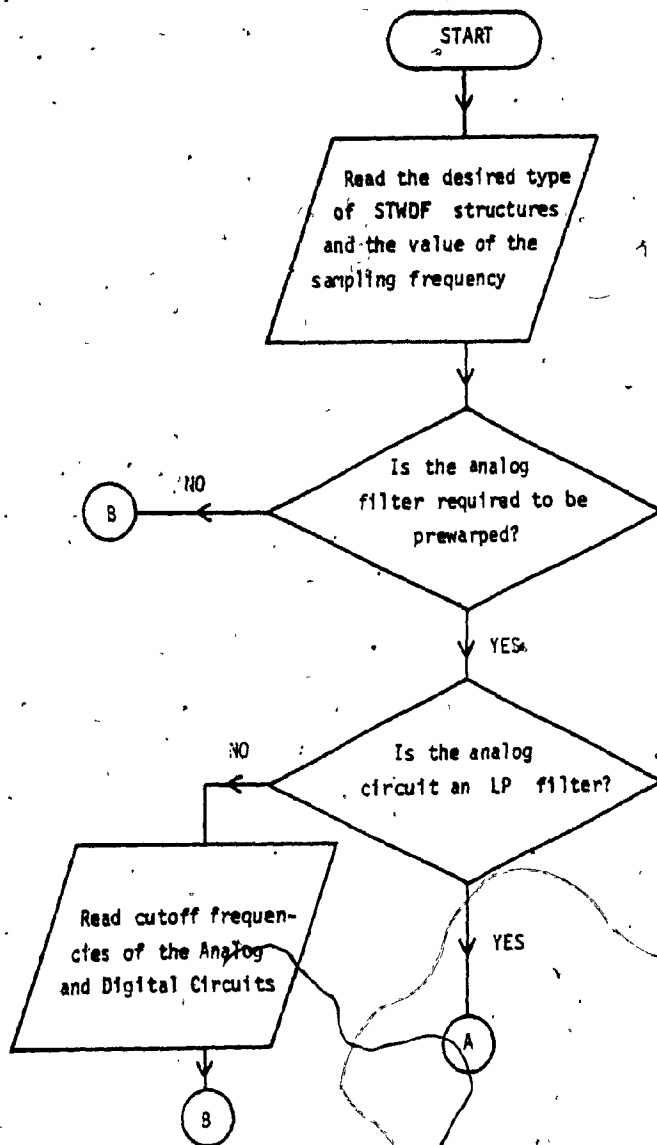 START
Read the desired type
of STWDF structures
and the value of the
sampling frequency
Is the analog
filter required to be
prewarped?
NO
B
YES
Is the analog
circuit an LP filter?
NO
Read cutoff frequen-
cies of the Analog
and Digital Circuits
YES
A
B